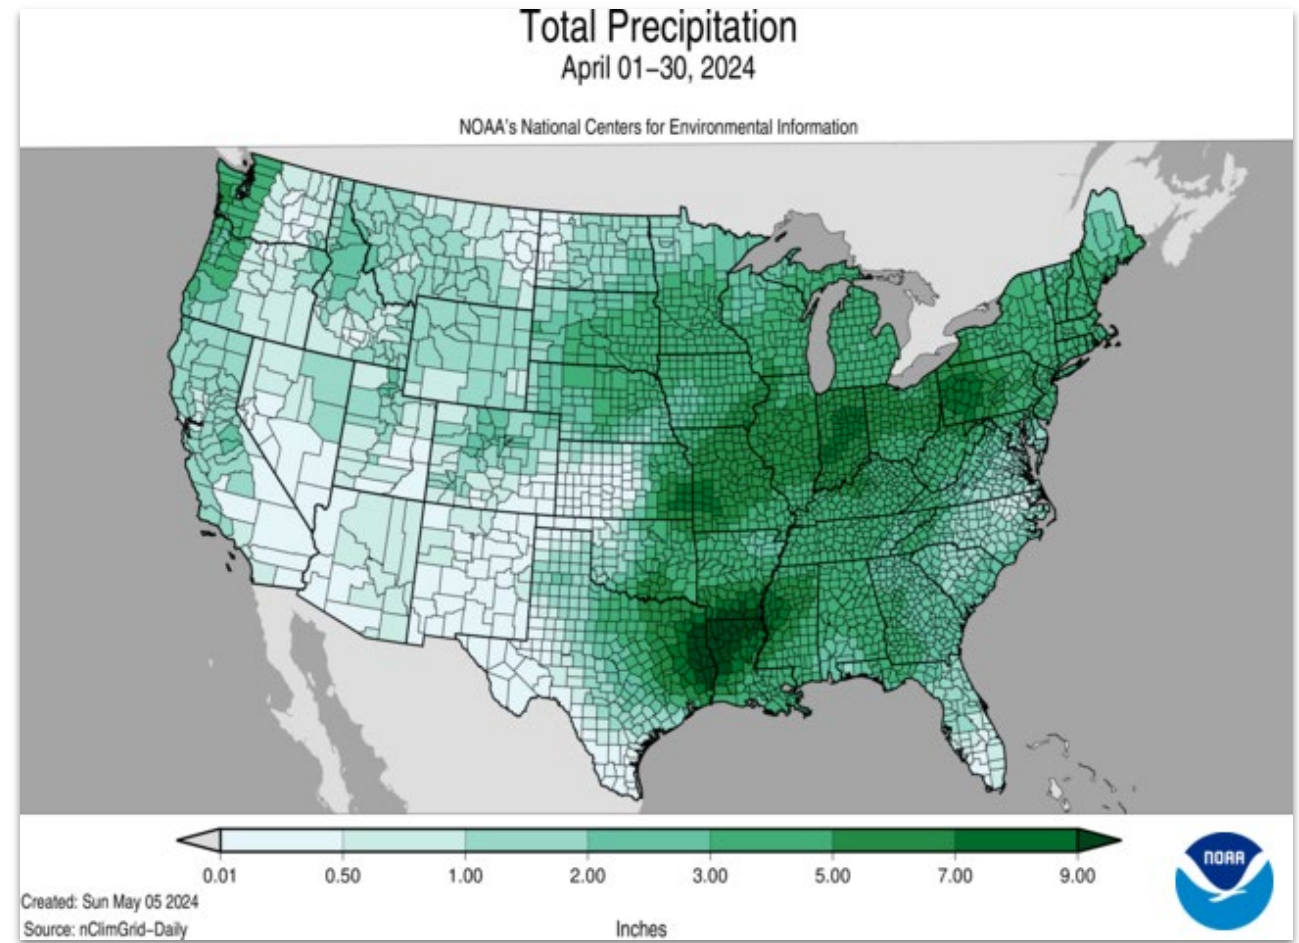 Total Precipitation
April 01–30, 2024
NOAA's National Centers for Environmental Information
0.01 0.50 1.00 2.00 3.00 5.00 7.00 9.00
Created: Sun May 05 2024
Source: nClimGrid–Daily
Inches
NOAA